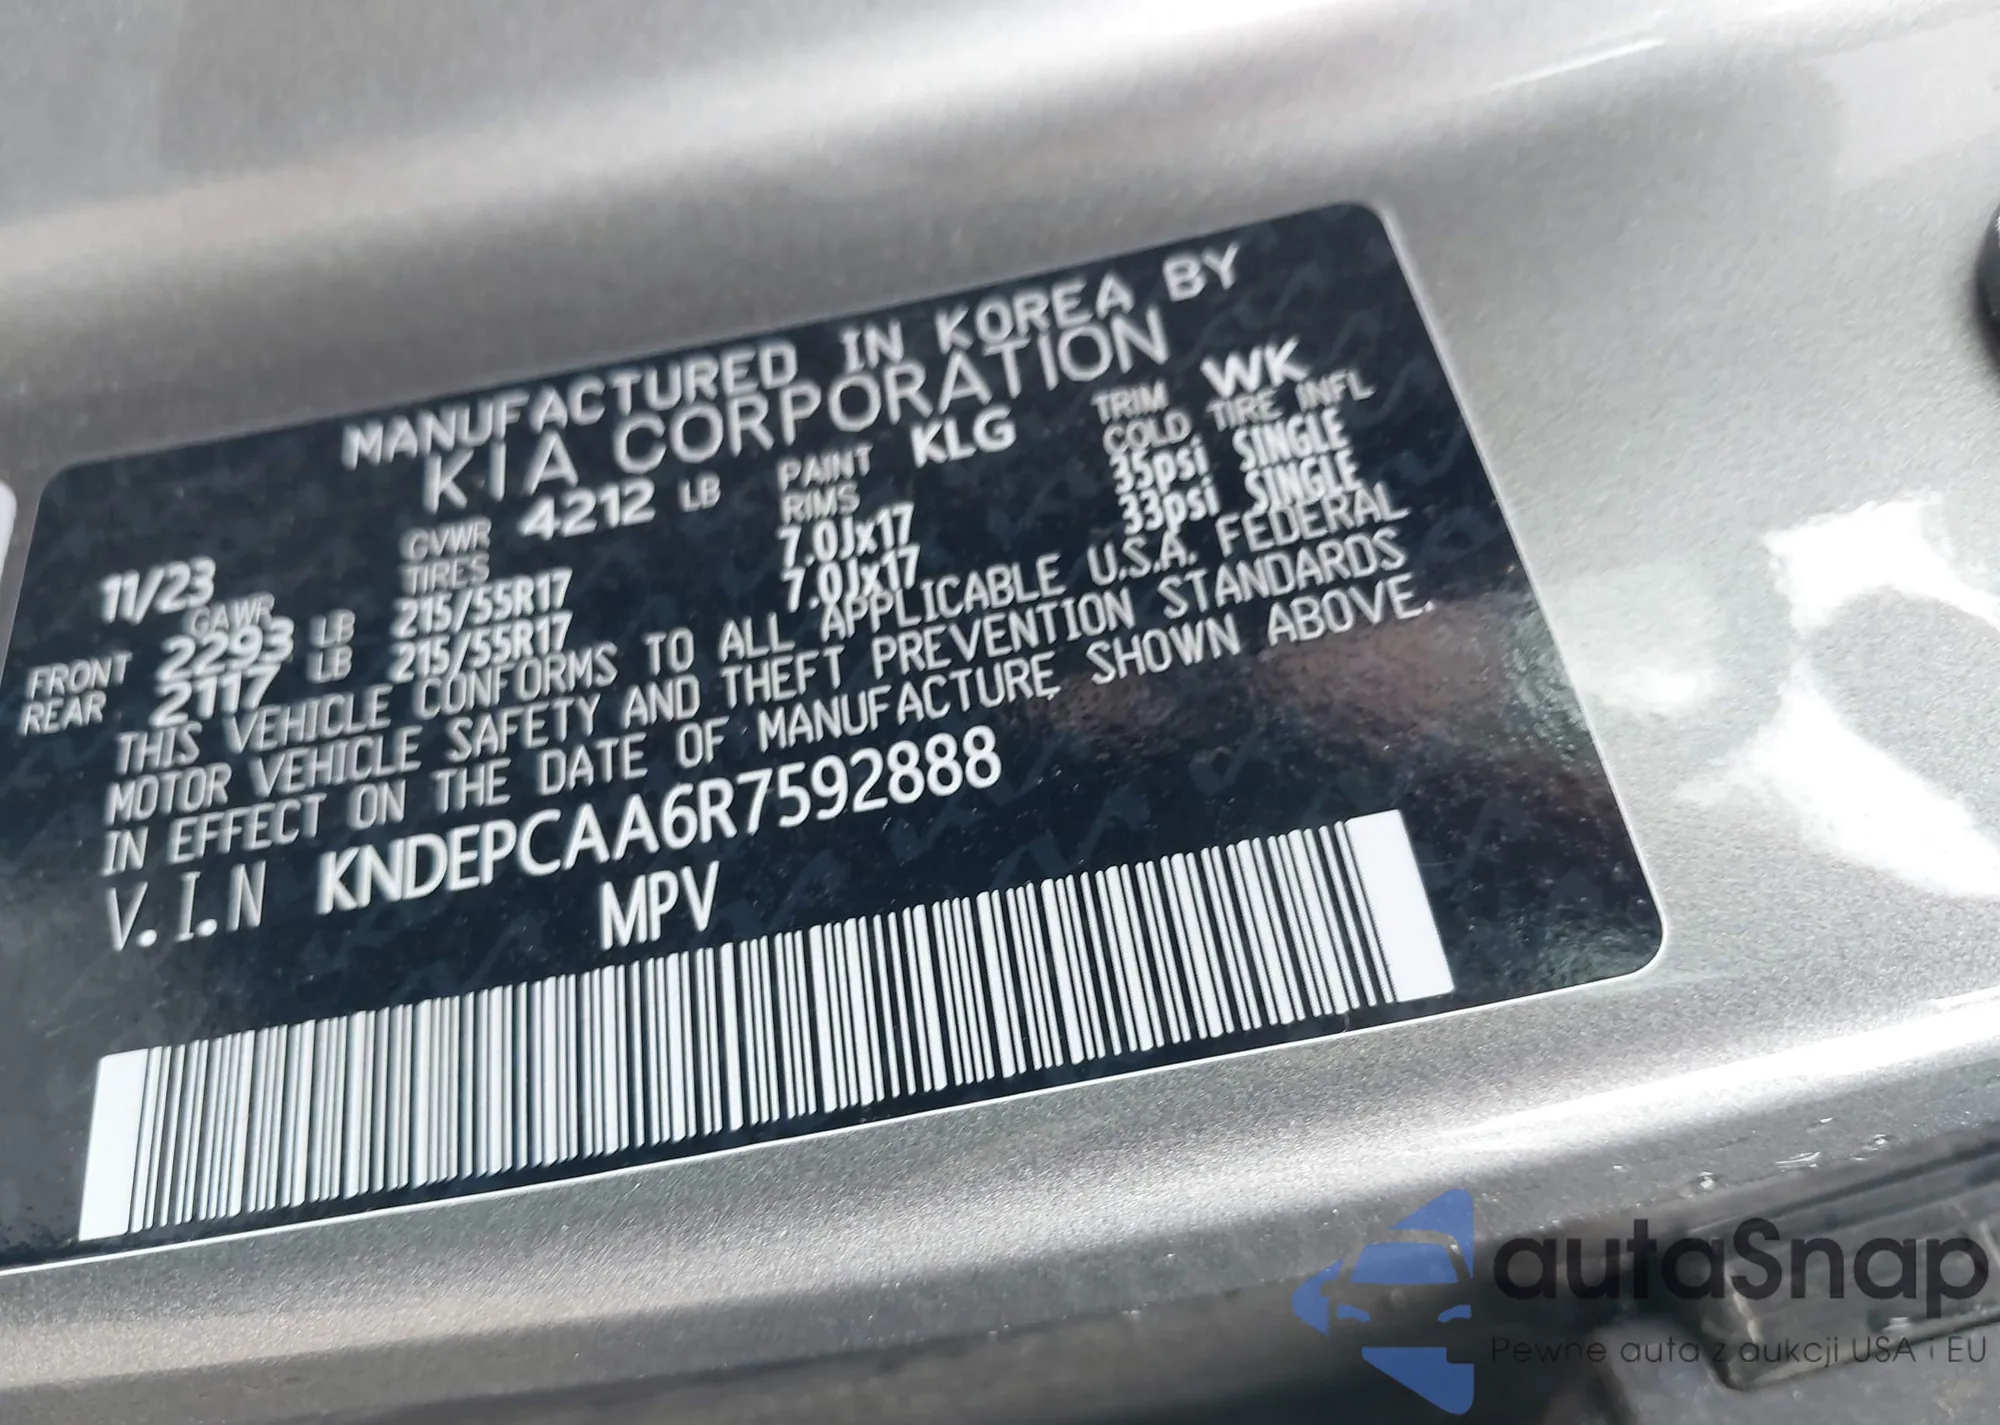 MANUFACTURED IN KOREA BY
KIA CORPORATION
11/23 GVWR 4212 LB PAINT KLG TRIM WK
GAWR TIRES RIMS COLD TIRE INFL
FRONT 2293 LB 215/55R17 7.0Jx17 35psi SINGLE
REAR 2117 LB 215/55R17 7.0Jx17 33psi SINGLE
THIS VEHICLE CONFORMS TO ALL APPLICABLE U.S.A. FEDERAL
MOTOR VEHICLE SAFETY AND THEFT PREVENTION STANDARDS
IN EFFECT ON THE DATE OF MANUFACTURE SHOWN ABOVE.
V.I.N KNDEPCAA6R7592888
MPV
autaSnap
Pewne auta z aukcji USA i EU